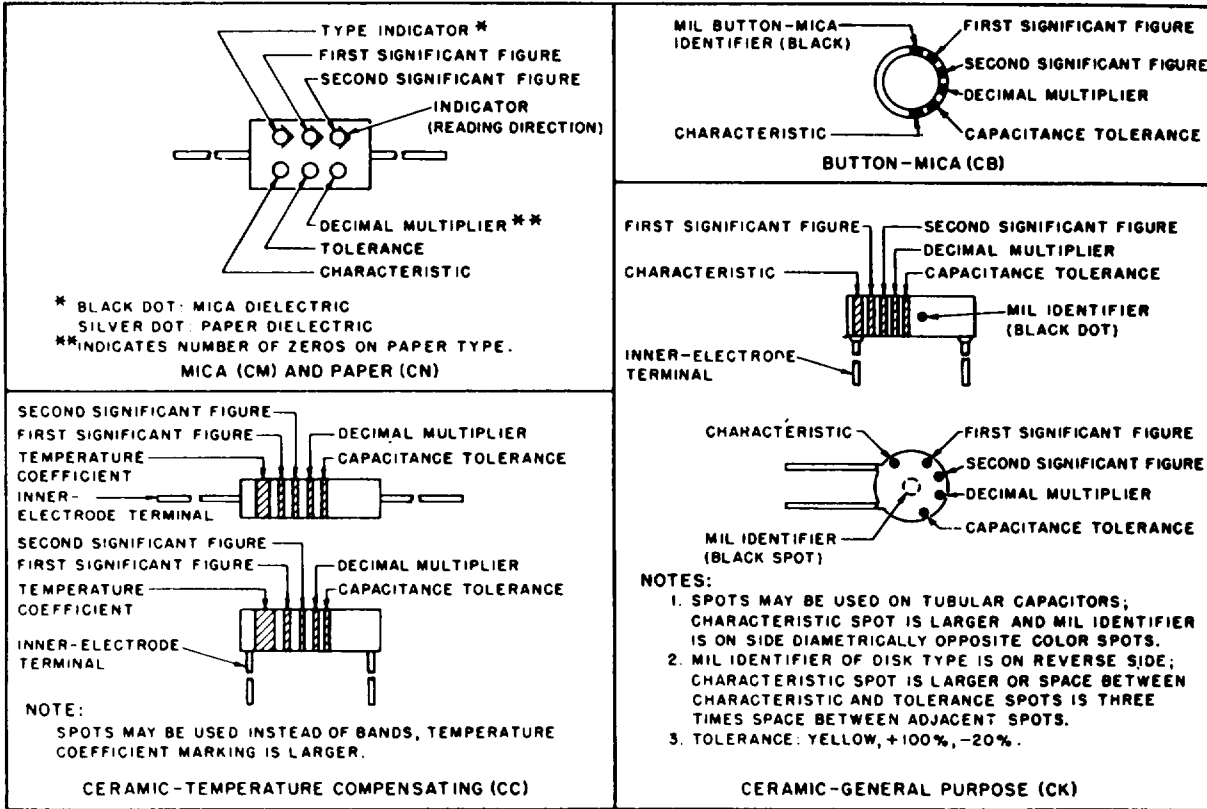 TYPE INDICATOR *
FIRST SIGNIFICANT FIGURE
SECOND SIGNIFICANT FIGURE
INDICATOR
(READING DIRECTION)
DECIMAL MULTIPLIER **
TOLERANCE
CHARACTERISTIC
* BLACK DOT: MICA DIELECTRIC
SILVER DOT: PAPER DIELECTRIC
** INDICATES NUMBER OF ZEROS ON PAPER TYPE.
MICA (CM) AND PAPER (CN)
MIL BUTTON-MICA
IDENTIFIER (BLACK)
FIRST SIGNIFICANT FIGURE
SECOND SIGNIFICANT FIGURE
DECIMAL MULTIPLIER
CHARACTERISTIC
CAPACITANCE TOLERANCE
BUTTON-MICA (CB)
SECOND SIGNIFICANT FIGURE
FIRST SIGNIFICANT FIGURE
DECIMAL MULTIPLIER
TEMPERATURE
COEFFICIENT
CAPACITANCE TOLERANCE
INNER-
ELECTRODE TERMINAL
SECOND SIGNIFICANT FIGURE
FIRST SIGNIFICANT FIGURE
DECIMAL MULTIPLIER
TEMPERATURE
COEFFICIENT
CAPACITANCE TOLERANCE
INNER-ELECTRODE
TERMINAL
NOTE:
SPOTS MAY BE USED INSTEAD OF BANDS, TEMPERATURE
COEFFICIENT MARKING IS LARGER.
CERAMIC-TEMPERATURE COMPENSATING (CC)
FIRST SIGNIFICANT FIGURE
SECOND SIGNIFICANT FIGURE
DECIMAL MULTIPLIER
CHARACTERISTIC
CAPACITANCE TOLERANCE
MIL IDENTIFIER
(BLACK DOT)
INNER-ELECTRODE
TERMINAL
CHARACTERISTIC
FIRST SIGNIFICANT FIGURE
SECOND SIGNIFICANT FIGURE
DECIMAL MULTIPLIER
CAPACITANCE TOLERANCE
MIL IDENTIFIER
(BLACK SPOT)
NOTES:
1. SPOTS MAY BE USED ON TUBULAR CAPACITORS;
CHARACTERISTIC SPOT IS LARGER AND MIL IDENTIFIER
IS ON SIDE DIAMETRICALLY OPPOSITE COLOR SPOTS.
2. MIL IDENTIFIER OF DISK TYPE IS ON REVERSE SIDE;
CHARACTERISTIC SPOT IS LARGER OR SPACE BETWEEN
CHARACTERISTIC AND TOLERANCE SPOTS IS THREE
TIMES SPACE BETWEEN ADJACENT SPOTS.
3. TOLERANCE: YELLOW, +100%, -20%.
CERAMIC-GENERAL PURPOSE (CK)